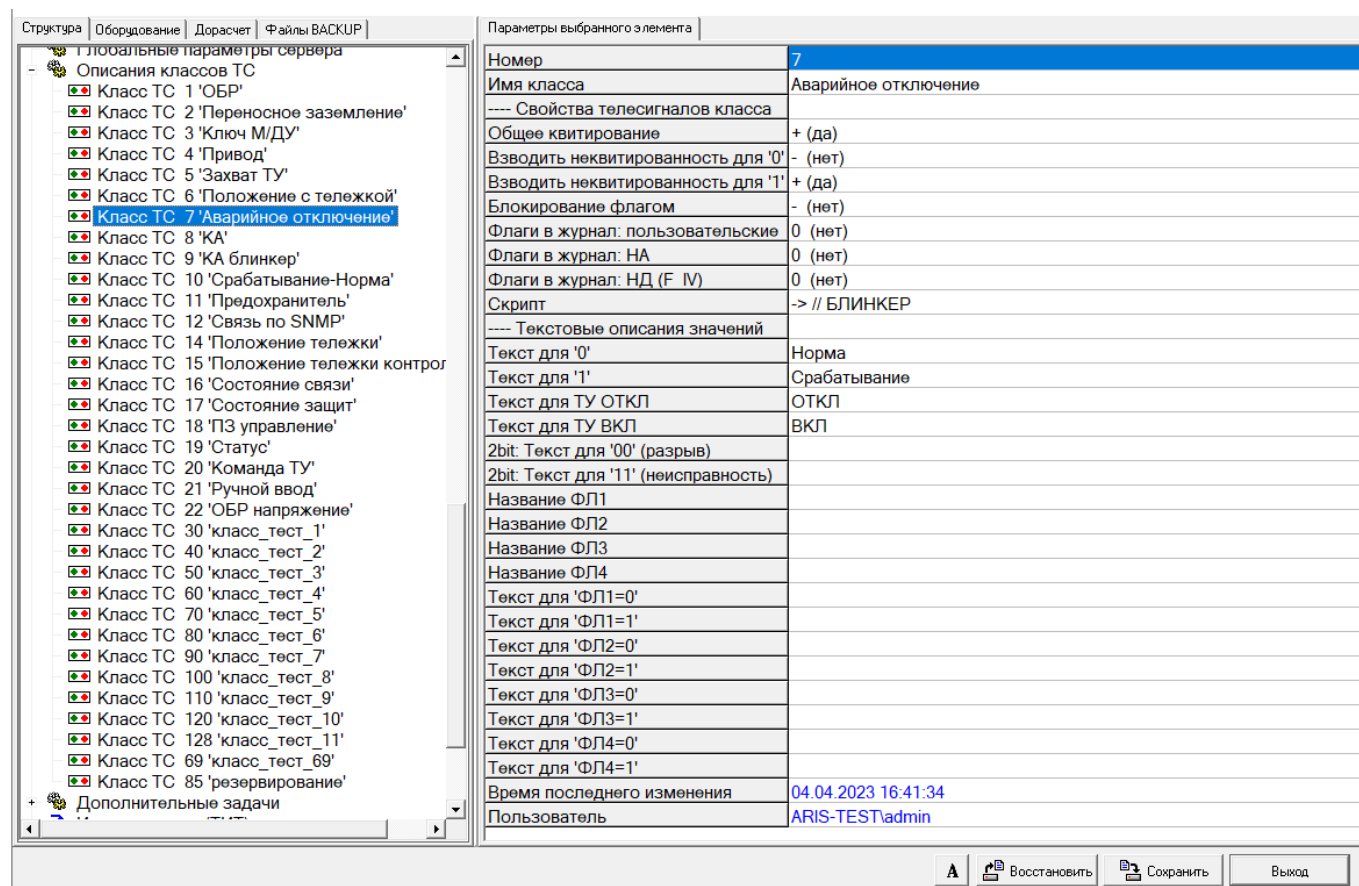 Структура Оборудование Дорасчет Файлы BACKUP
Глобальные параметры сервера
Описания классов ТС
Класс ТС 1 'ОБР'
Класс ТС 2 'Переносное заземление'
Класс ТС 3 'Ключ М/ДУ'
Класс ТС 4 'Привод'
Класс ТС 5 'Захват ТУ'
Класс ТС 6 'Положение с тележкой'
Класс ТС 7 'Аварийное отключение'
Класс ТС 8 'КА'
Класс ТС 9 'КА блинкер'
Класс ТС 10 'Срабатывание-Норма'
Класс ТС 11 'Предохранитель'
Класс ТС 12 'Связь по SNMP'
Класс ТС 14 'Положение тележки'
Класс ТС 15 'Положение тележки контрол
Класс ТС 16 'Состояние связи'
Класс ТС 17 'Состояние защит'
Класс ТС 18 'ПЗ управление'
Класс ТС 19 'Статус'
Класс ТС 20 'Команда ТУ'
Класс ТС 21 'Ручной ввод'
Класс ТС 22 'ОБР напряжение'
Класс ТС 30 'класс_тест_1'
Класс ТС 40 'класс_тест_2'
Класс ТС 50 'класс_тест_3'
Класс ТС 60 'класс_тест_4'
Класс ТС 70 'класс_тест_5'
Класс ТС 80 'класс_тест_6'
Класс ТС 90 'класс_тест_7'
Класс ТС 100 'класс_тест_8'
Класс ТС 110 'класс_тест_9'
Класс ТС 120 'класс_тест_10'
Класс ТС 128 'класс_тест_11'
Класс ТС 69 'класс_тест_69'
Класс ТС 85 'резервирование'
Дополнительные задачи
Параметры выбранного элемента
Номер 7
Имя класса Аварийное отключение
---- Свойства телесигналов класса
Общее квитирование + (да)
Взводить неквитированность для '0' - (нет)
Взводить неквитированность для '1' + (да)
Блокирование флагом - (нет)
Флаги в журнал: пользовательские 0 (нет)
Флаги в журнал: НА 0 (нет)
Флаги в журнал: НД (F_IV) 0 (нет)
Скрипт -> // БЛИНКЕР
---- Текстовые описания значений
Текст для '0' Норма
Текст для '1' Срабатывание
Текст для ТУ ОТКЛ ОТКЛ
Текст для ТУ ВКЛ ВКЛ
2bit: Текст для '00' (разрыв)
2bit: Текст для '11' (неисправность)
Название ФЛ1
Название ФЛ2
Название ФЛ3
Название ФЛ4
Текст для 'ФЛ1=0'
Текст для 'ФЛ1=1'
Текст для 'ФЛ2=0'
Текст для 'ФЛ2=1'
Текст для 'ФЛ3=0'
Текст для 'ФЛ3=1'
Текст для 'ФЛ4=0'
Текст для 'ФЛ4=1'
Время последнего изменения 04.04.2023 16:41:34
Пользователь ARIS-TEST\admin
A Восстановить Сохранить Выход